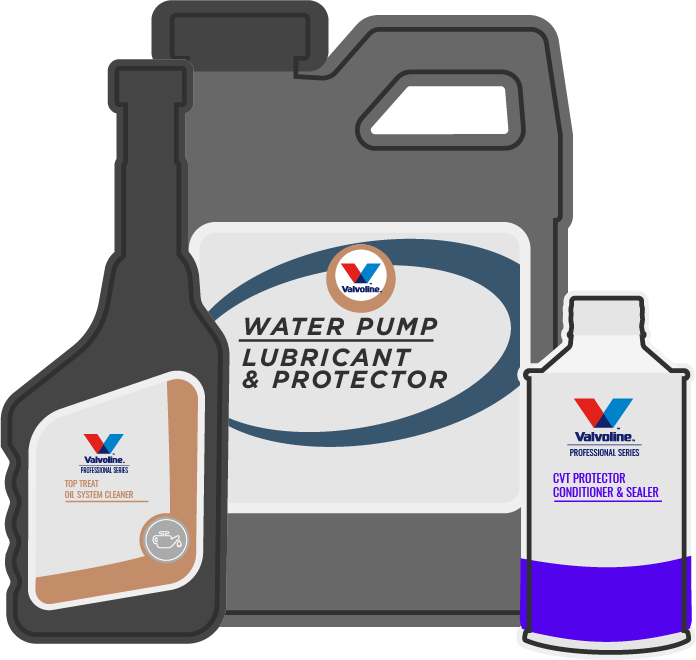 Valvoline.
WATER PUMP
LUBRICANT
& PROTECTOR
Valvoline.
PROFESSIONAL SERIES
TOP TREAT
OIL SYSTEM CLEANER
Valvoline.
PROFESSIONAL SERIES
CVT PROTECTOR
CONDITIONER & SEALER